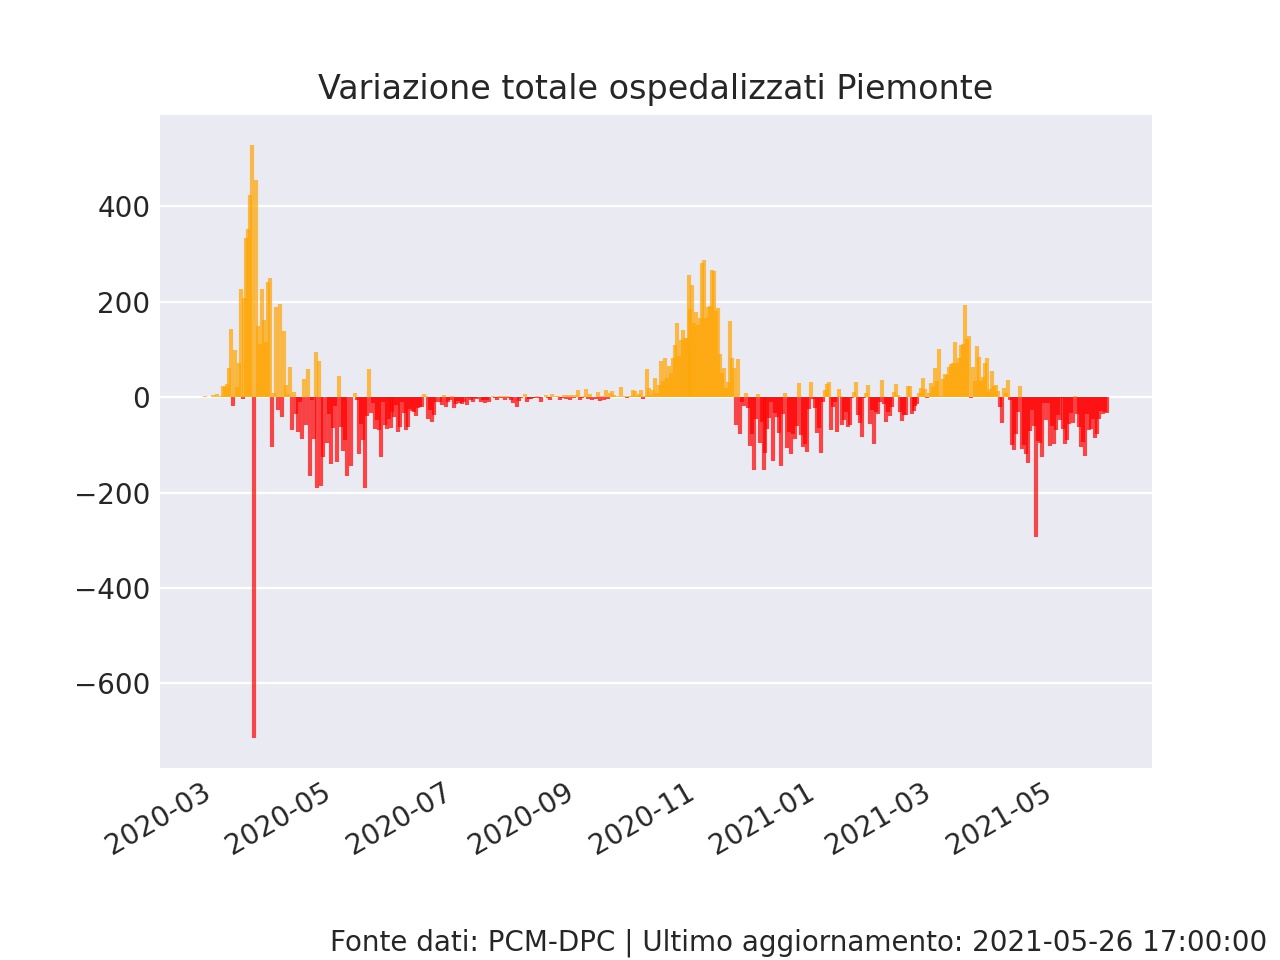 Variazione totale ospedalizzati Piemonte
400
200
0
−200
−400
−600
2020-03 2020-05 2020-07 2020-09 2020-11 2021-01 2021-03 2021-05
Fonte dati: PCM-DPC | Ultimo aggiornamento: 2021-05-26 17:00:00